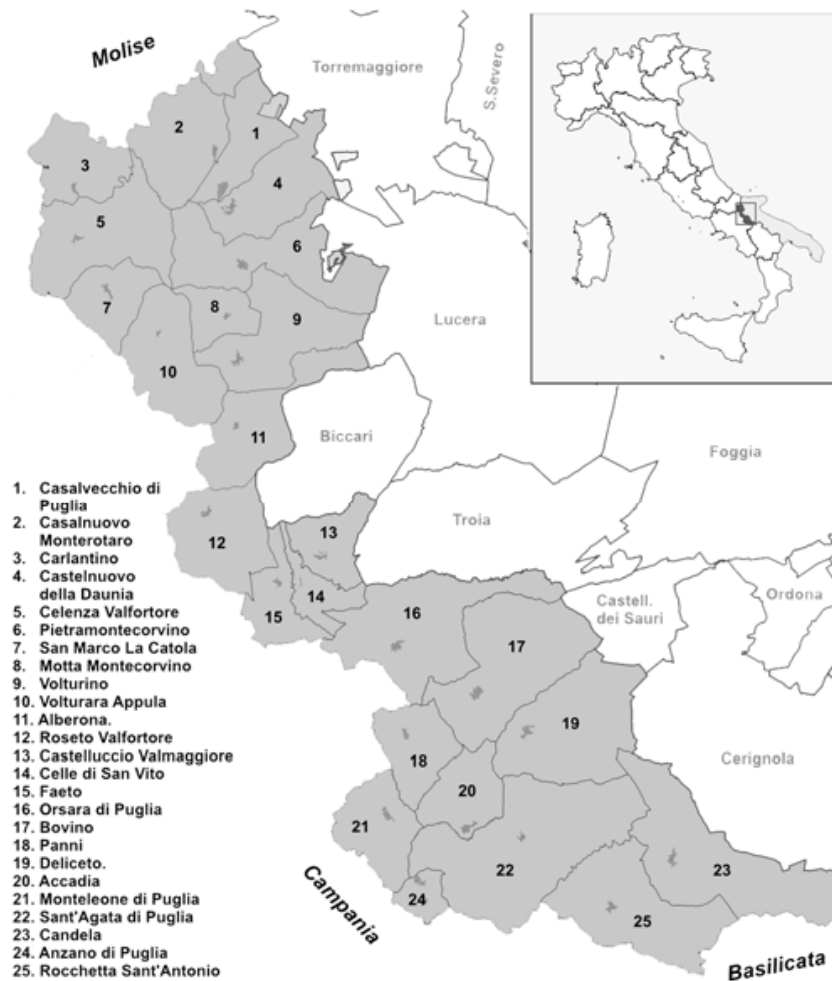 Molise
Torremaggiore
S.Severo
2
1
3
4
5
6
7
8
9
Lucera
10
11
Biccari
Foggia
12
13
Troia
14
15
16
Castell.
dei Sauri
Ordona
17
18
19
20
Cerignola
21
22
23
24
25
Campania
Basilicata
1. Casalvecchio di
Puglia
2. Casalnuovo
Monterotaro
3. Carlantino
4. Castelnuovo
della Daunia
5. Celenza Valfortore
6. Pietramontecorvino
7. San Marco La Catola
8. Motta Montecorvino
9. Volturino
10. Volturara Appula
11. Alberona.
12. Roseto Valfortore
13. Castelluccio Valmaggiore
14. Celle di San Vito
15. Faeto
16. Orsara di Puglia
17. Bovino
18. Panni
19. Deliceto.
20. Accadia
21. Monteleone di Puglia
22. Sant'Agata di Puglia
23. Candela
24. Anzano di Puglia
25. Rocchetta Sant'Antonio